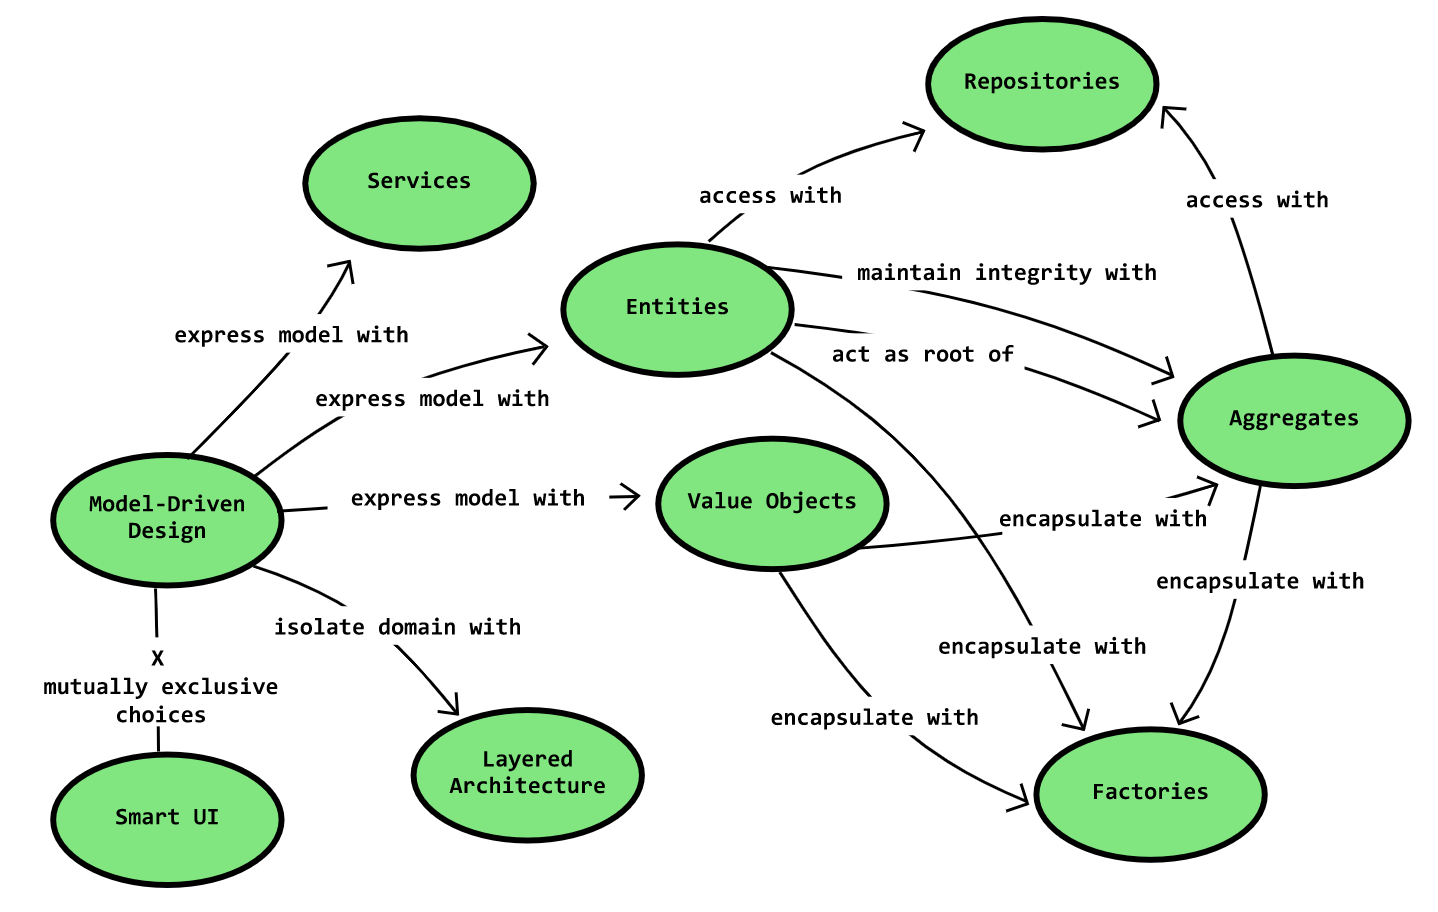 Repositories
Services
access with
access with
maintain integrity with
Entities
express model with
act as root of
express model with
Aggregates
express model with
Value Objects
Model-Driven
Design
encapsulate with
encapsulate with
isolate domain with
encapsulate with
X
mutually exclusive
choices
encapsulate with
Layered
Architecture
Factories
Smart UI